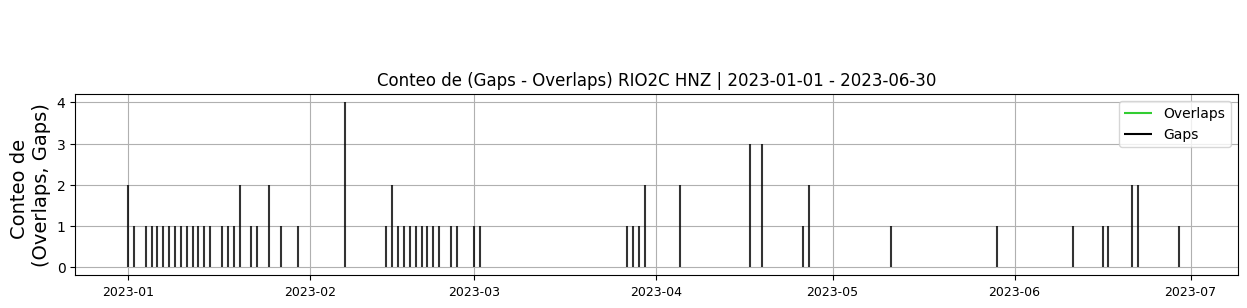 Conteo de (Gaps - Overlaps) RIO2C HNZ | 2023-01-01 - 2023-06-30
Conteo de
(Overlaps, Gaps)
4
3
2
1
0
Overlaps
Gaps
2023-01
2023-02
2023-03
2023-04
2023-05
2023-06
2023-07